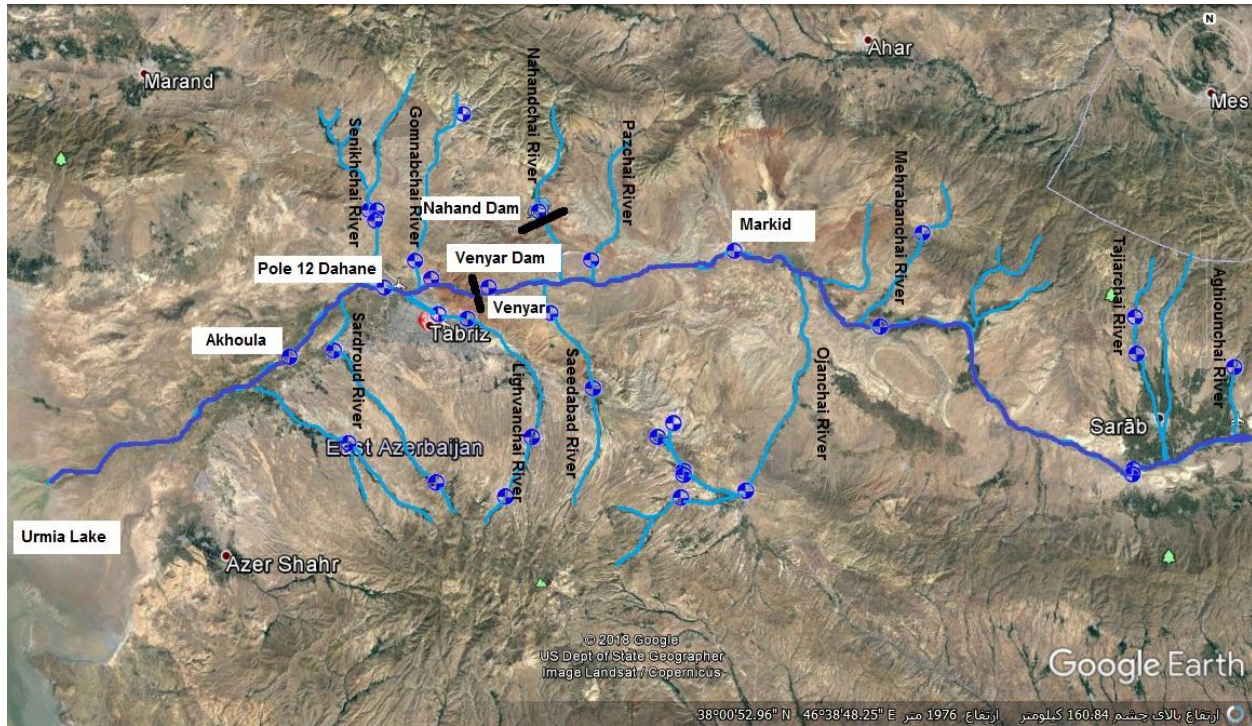 N
Marand
Ahar
Mes
Senikhchai River
Gomnabchai River
Nahandchai River
Pazchai River
Mehrabanchai River
Tajiarchai River
Aghiounchai River
Nahand Dam
Markid
Venyar Dam
Pole 12 Dahane
Venyar
Akhoula
Tabriz
Sardroud River
Lighvanchai River
Saeedabad River
Ojanchai River
Sarāb
East Azerbaijan
Urmia Lake
Azer Shahr
© 2018 Google
US Dept of State Geographer
Image Landsat / Copernicus
Google Earth
38°00'52.96" N 46°38'48.25" E ارتفاع 1976 متر ارتفاع بالای چشم 160.84 کیلومتر